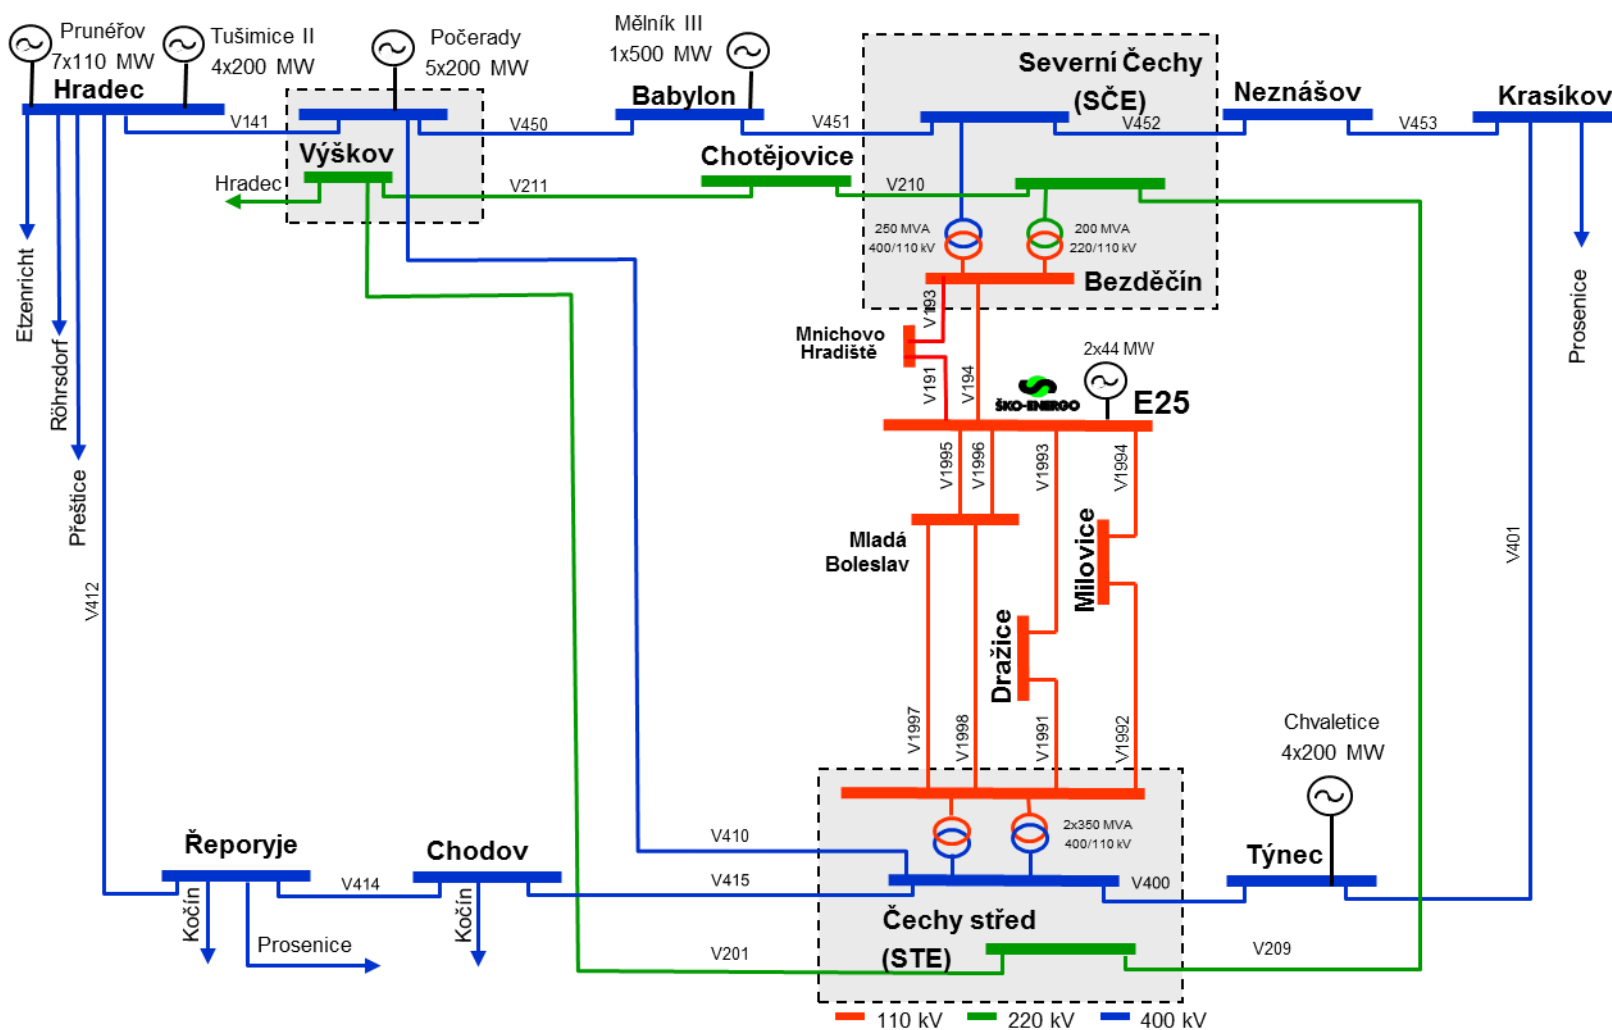 Prunéřov
7x110 MW
Tušimice II
4x200 MW
Počerady
5x200 MW
Mělník III
1x500 MW
Hradec
Babylon
Severní Čechy
(SČE)
Neznášov
Krasíkov
V141
V450
V451
V452
V453
Výškov
Chotějovice
Hradec
V211
V210
250 MVA
400/110 kV
200 MVA
220/110 kV
Bezděčín
Etzenricht
Röhrsdorf
Přeštice
Prosenice
V193
Mnichovo
Hradiště
V191
V194
2x44 MW
ŠKO-ENERGO
E25
V1995
V1996
V1993
V1994
Mladá
Boleslav
Milovice
Dražice
V412
V401
V1997
V1998
V1991
V1992
Chvaletice
4x200 MW
2x350 MVA
400/110 kV
Řeporyje
Chodov
V410
Týnec
V414
V415
V400
Kočín
Kočín
Prosenice
Čechy střed
(STE)
V201
V209
110 kV
220 kV
400 kV